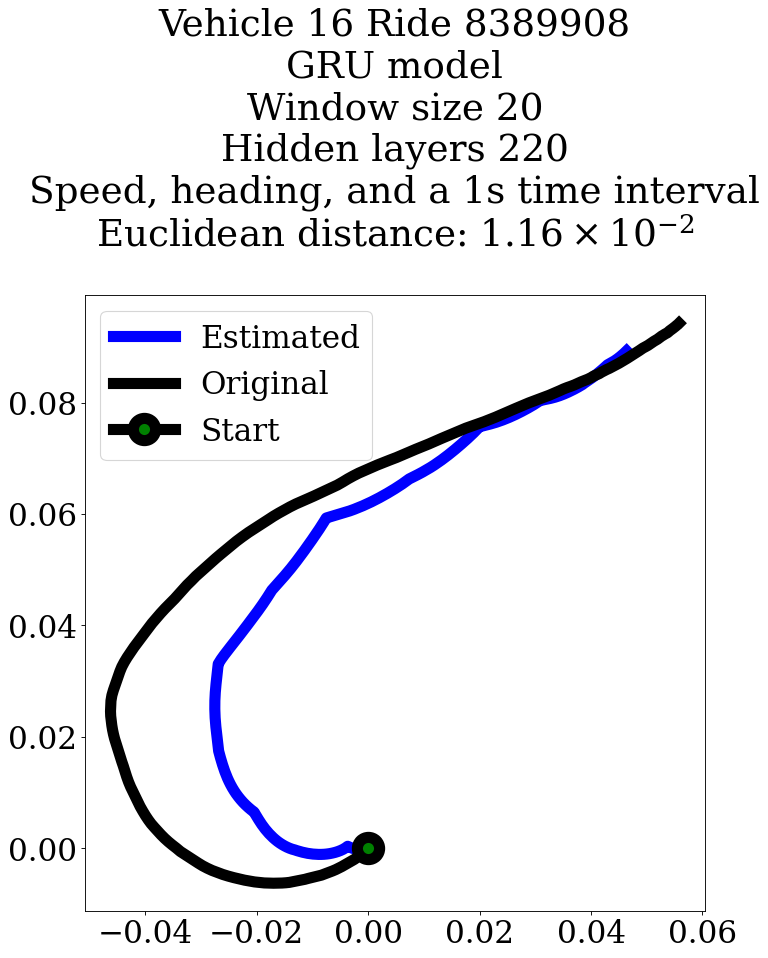 Vehicle 16 Ride 8389908
GRU model
Window size 20
Hidden layers 220
Speed, heading, and a 1s time interval
Euclidean distance: 1.16 × 10⁻²
Estimated
Original
Start
0.08
0.06
0.04
0.02
0.00
−0.04 −0.02 0.00 0.02 0.04 0.06